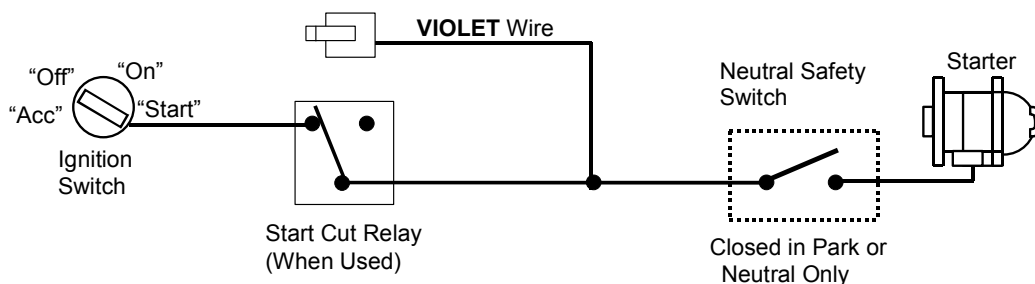 VIOLET Wire
“Off”
“On”
“Acc”
“Start”
Ignition
Switch
Start Cut Relay
(When Used)
Neutral Safety
Switch
Closed in Park or
Neutral Only
Starter